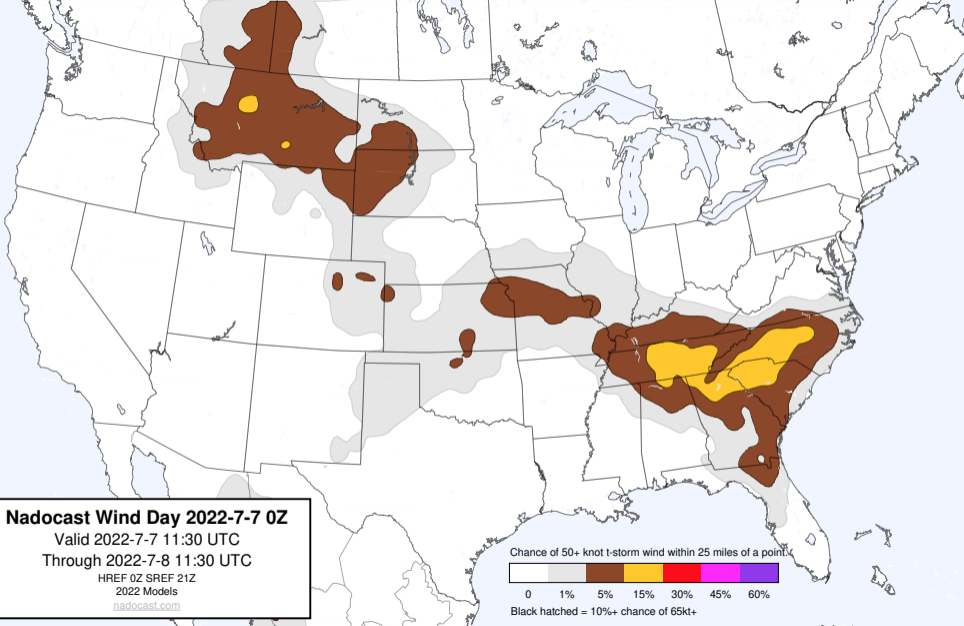 Nadocast Wind Day 2022-7-7 0Z
Valid 2022-7-7 11:30 UTC
Through 2022-7-8 11:30 UTC
HREF 0Z SREF 21Z
2022 Models
nadocast.com
Chance of 50+ knot t-storm wind within 25 miles of a point.
0 1% 5% 15% 30% 45% 60%
Black hatched = 10%+ chance of 65kt+